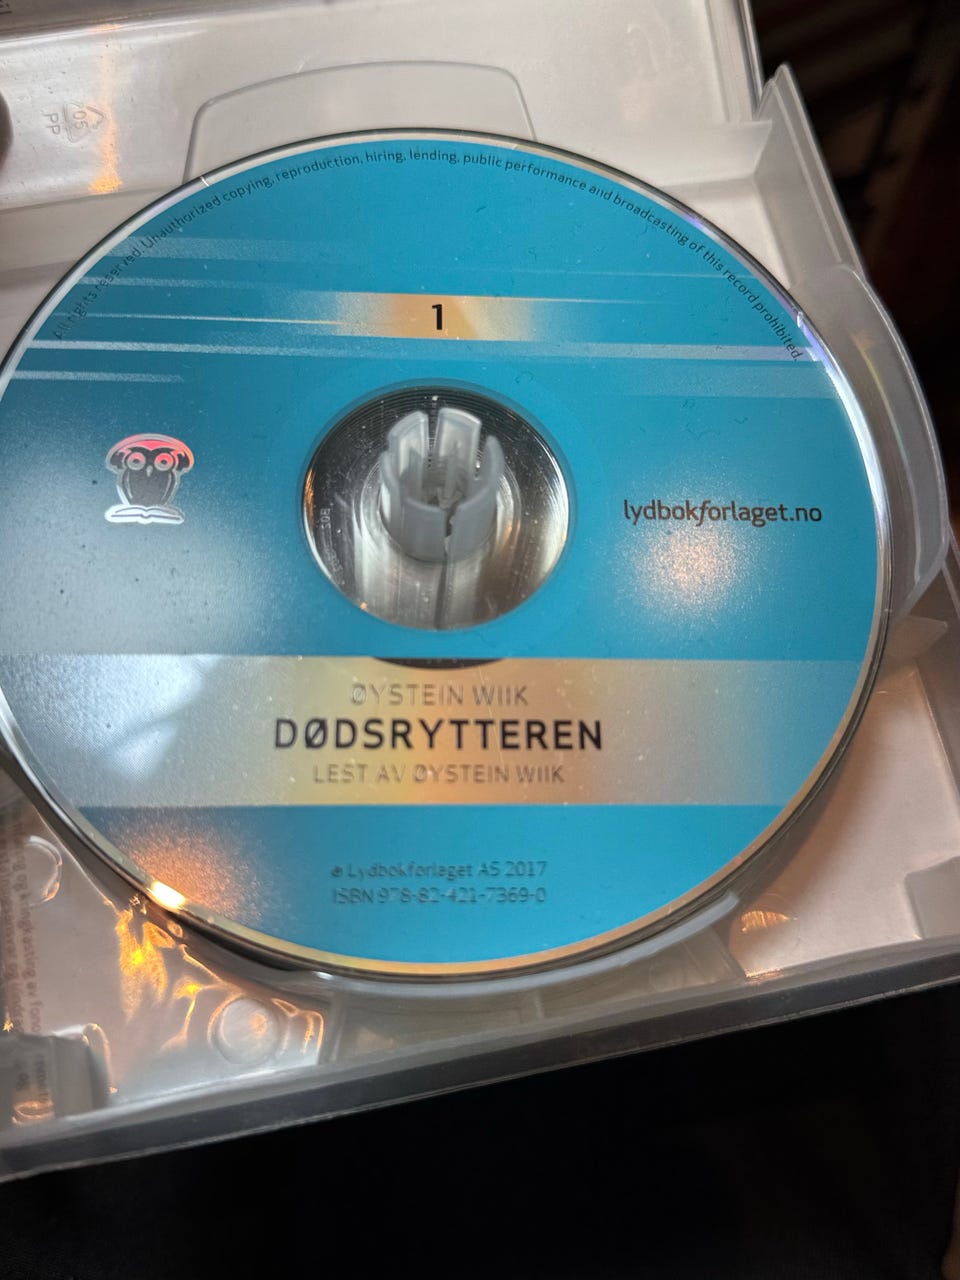 05
PP
All rights reserved. Unauthorized copying, reproduction, hiring, lending, public performance and broadcasting of this record prohibited.
1
lydbokforlaget.no
ØYSTEIN WIIK
DØDSRYTTEREN
LEST AV ØYSTEIN WIIK
℗ Lydbokforlaget AS 2017
ISBN 978-82-421-7369-0